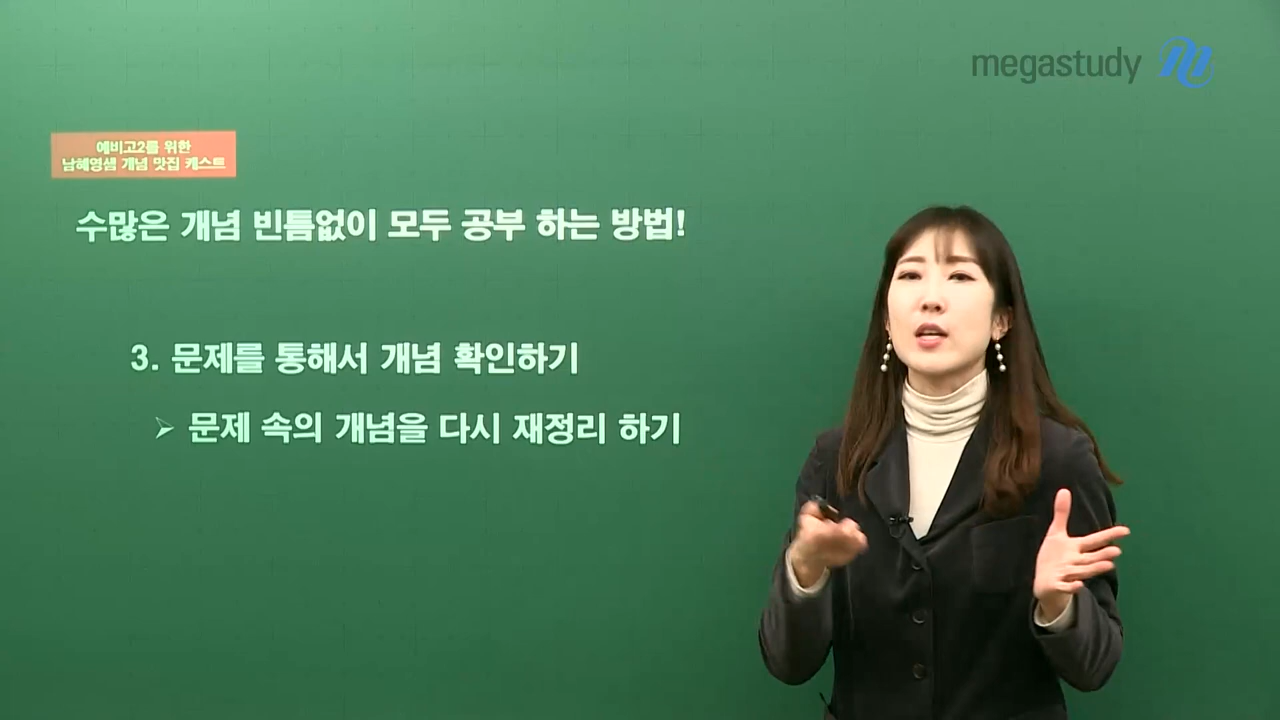 megastudy
예비고2를 위한
남혜영쌤 개념 맛집 캐스트
수많은 개념 빈틈없이 모두 공부 하는 방법!
3. 문제를 통해서 개념 확인하기
➢ 문제 속의 개념을 다시 재정리 하기